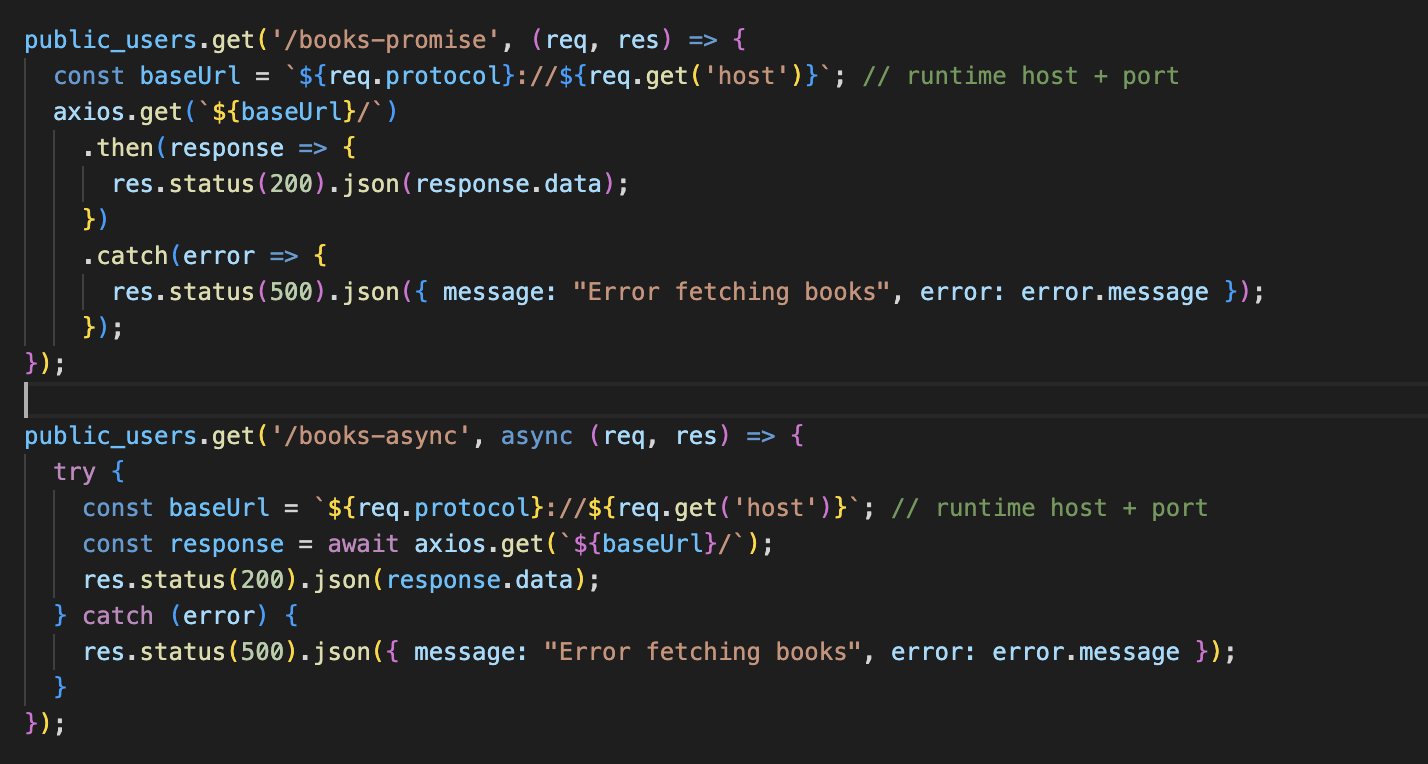 public_users.get('/books-promise', (req, res) => {
  const baseUrl = `${req.protocol}://${req.get('host')}`; // runtime host + port
  axios.get(`${baseUrl}/`)
    .then(response => {
      res.status(200).json(response.data);
    })
    .catch(error => {
      res.status(500).json({ message: "Error fetching books", error: error.message });
    });
});

public_users.get('/books-async', async (req, res) => {
  try {
    const baseUrl = `${req.protocol}://${req.get('host')}`; // runtime host + port
    const response = await axios.get(`${baseUrl}/`);
    res.status(200).json(response.data);
  } catch (error) {
    res.status(500).json({ message: "Error fetching books", error: error.message });
  }
});